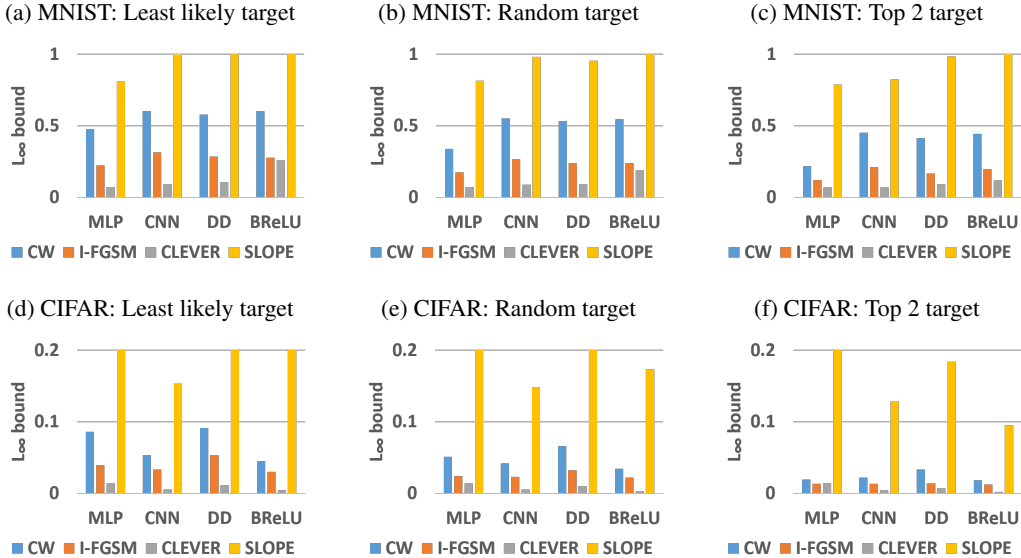 (a) MNIST: Least likely target
1
0.5
0
L∞ bound
MLP CNN DD BReLU
CW I-FGSM CLEVER SLOPE
(b) MNIST: Random target
1
0.5
0
L∞ bound
MLP CNN DD BReLU
CW I-FGSM CLEVER SLOPE
(c) MNIST: Top 2 target
1
0.5
0
L∞ bound
MLP CNN DD BReLU
CW I-FGSM CLEVER SLOPE
(d) CIFAR: Least likely target
0.2
0.1
0
L∞ bound
MLP CNN DD BReLU
CW I-FGSM CLEVER SLOPE
(e) CIFAR: Random target
0.2
0.1
0
L∞ bound
MLP CNN DD BReLU
CW I-FGSM CLEVER SLOPE
(f) CIFAR: Top 2 target
0.2
0.1
0
L∞ bound
MLP CNN DD BReLU
CW I-FGSM CLEVER SLOPE